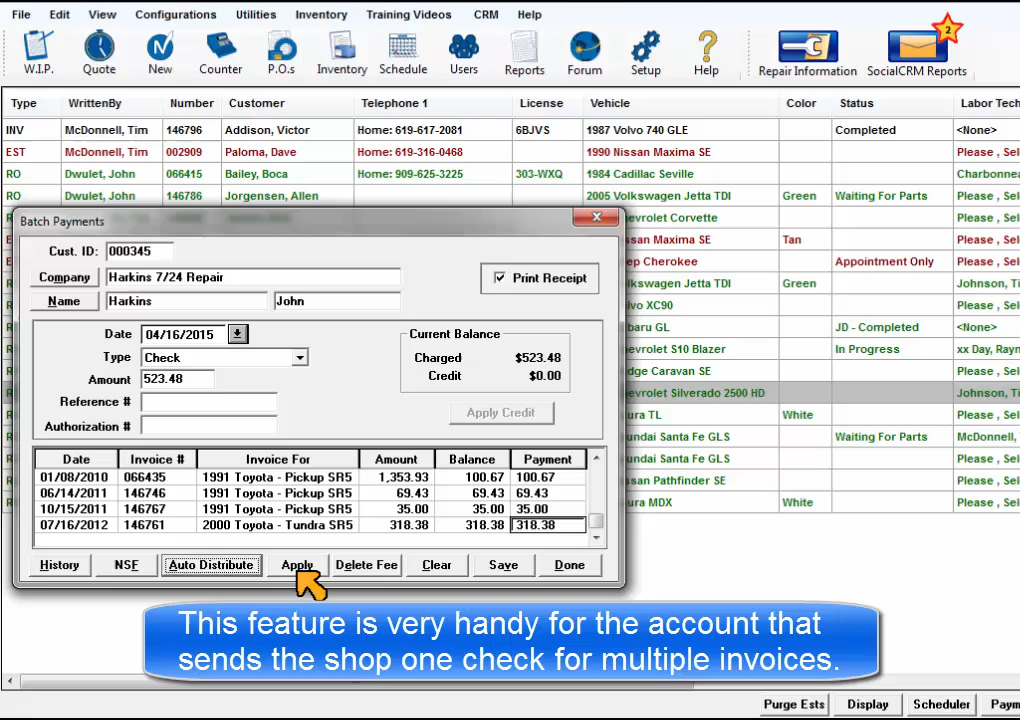 File Edit View Configurations Utilities Inventory Training Videos CRM Help
2
W.I.P. Quote New Counter P.O.s Inventory Schedule Users Reports Forum Setup Help Repair Information SocialCRM Reports
Type WrittenBy Number Customer Telephone 1 License Vehicle Color Status Labor Tech
INV McDonnell, Tim 146796 Addison, Victor Home: 619-617-2081 6BJVS 1987 Volvo 740 GLE Completed <None>
EST McDonnell, Tim 002909 Paloma, Dave Home: 619-316-0468 1990 Nissan Maxima SE Please , Sel
RO Dwulet, John 066415 Bailey, Boca Home: 909-625-3225 303-WXQ 1984 Cadillac Seville Charbonnea
RO Dwulet, John 146786 Jorgensen, Allen 2005 Volkswagen Jetta TDI Green Waiting For Parts Please , Sel
evrolet Corvette Please , Sel
ssan Maxima SE Tan Please , Sel
ep Cherokee Appointment Only Please , Sel
lkswagen Jetta TDI Green Johnson, Ti
lvo XC90 Please , Sel
baru GL JD - Completed <None>
evrolet S10 Blazer In Progress xx Day, Rayn
dge Caravan SE Please , Sel
evrolet Silverado 2500 HD Johnson, Ti
ura TL White Please , Sel
undai Santa Fe GLS Waiting For Parts McDonnell,
undai Santa Fe GLS Please , Sel
ssan Pathfinder SE Please , Sel
ura MDX White Please , Sel
Batch Payments
Cust. ID: 000345
Company Harkins 7/24 Repair
Print Receipt
Name Harkins John
Date 04/16/2015
Type Check
Amount 523.48
Reference #
Authorization #
Current Balance
Charged $523.48
Credit $0.00
Apply Credit
Date Invoice # Invoice For Amount Balance Payment
01/08/2010 066435 1991 Toyota - Pickup SR5 1,353.93 100.67 100.67
06/14/2011 146746 1991 Toyota - Pickup SR5 69.43 69.43 69.43
10/15/2011 146767 1991 Toyota - Pickup SR5 35.00 35.00 35.00
07/16/2012 146761 2000 Toyota - Tundra SR5 318.38 318.38 318.38
History NSF Auto Distribute Apply Delete Fee Clear Save Done
This feature is very handy for the account that
sends the shop one check for multiple invoices.
Purge Ests Display Scheduler Paym